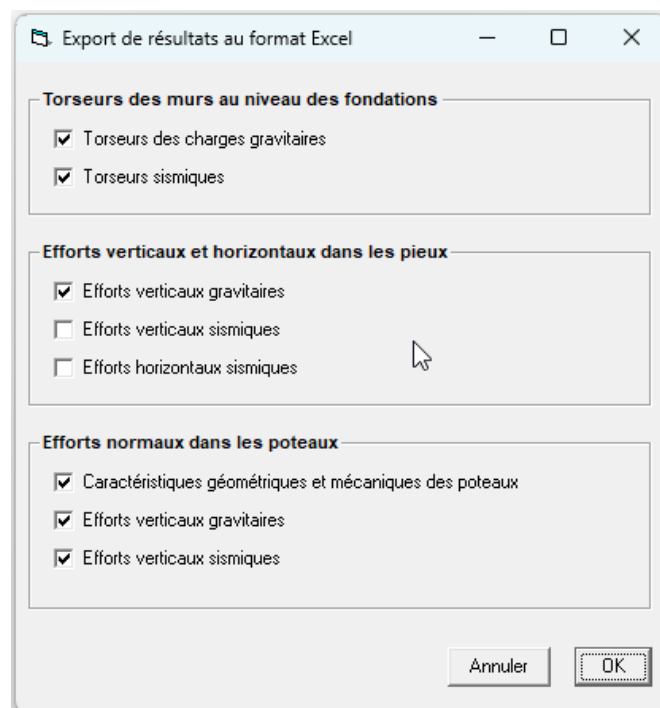 Export de résultats au format Excel
Torseurs des murs au niveau des fondations
Torseurs des charges gravitaires
Torseurs sismiques
Efforts verticaux et horizontaux dans les pieux
Efforts verticaux gravitaires
Efforts verticaux sismiques
Efforts horizontaux sismiques
Efforts normaux dans les poteaux
Caractéristiques géométriques et mécaniques des poteaux
Efforts verticaux gravitaires
Efforts verticaux sismiques
Annuler OK